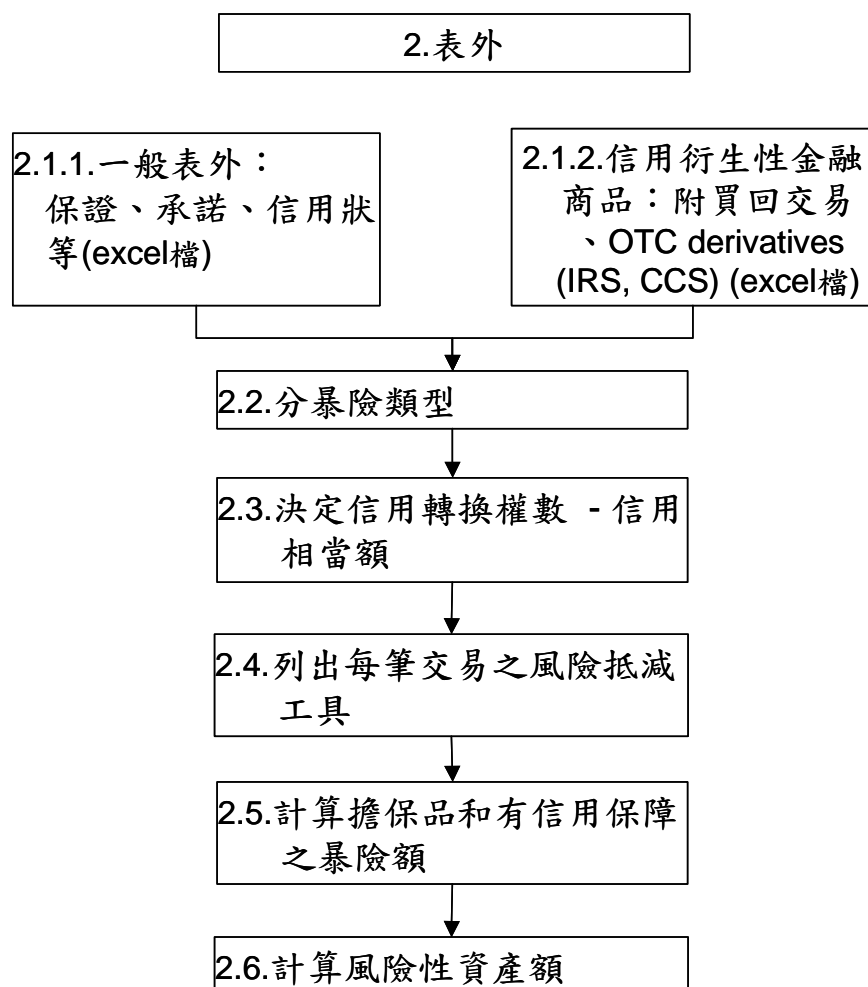 2.表外
2.1.1.一般表外：
保證、承諾、信用狀
等(excel檔)
2.1.2.信用衍生性金融
商品：附買回交易
、OTC derivatives
(IRS, CCS) (excel檔)
2.2.分暴險類型
2.3.決定信用轉換權數 - 信用
相當額
2.4.列出每筆交易之風險抵減
工具
2.5.計算擔保品和有信用保障
之暴險額
2.6.計算風險性資產額